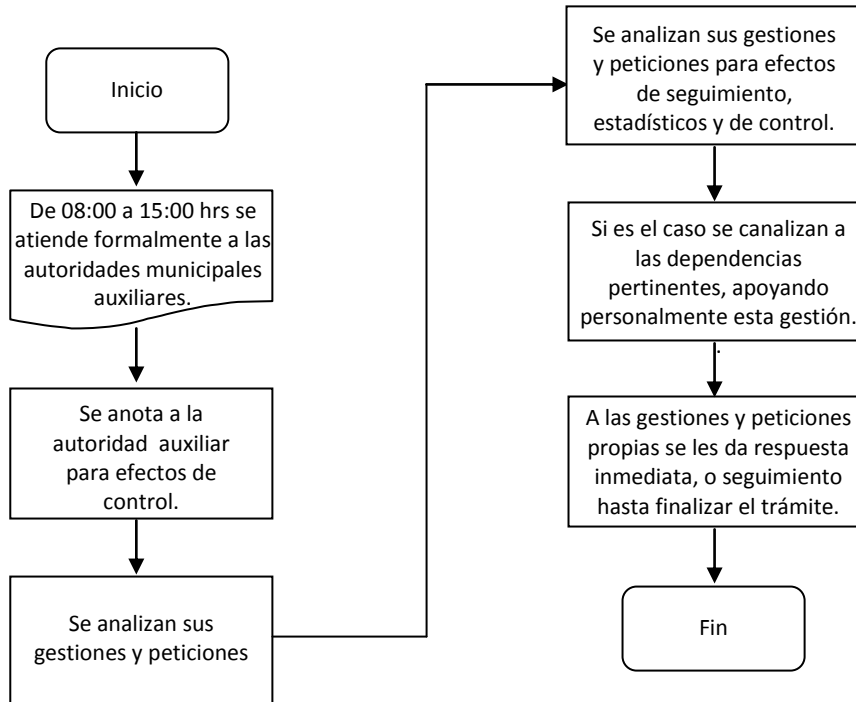 Inicio
De 08:00 a 15:00 hrs se
atiende formalmente a las
autoridades municipales
auxiliares.
Se anota a la
autoridad auxiliar
para efectos de
control.
Se analizan sus
gestiones y peticiones
Se analizan sus gestiones
y peticiones para efectos
de seguimiento,
estadísticos y de control.
Si es el caso se canalizan a
las dependencias
pertinentes, apoyando
personalmente esta gestión.
.
A las gestiones y peticiones
propias se les da respuesta
inmediata, o seguimiento
hasta finalizar el trámite.
Fin